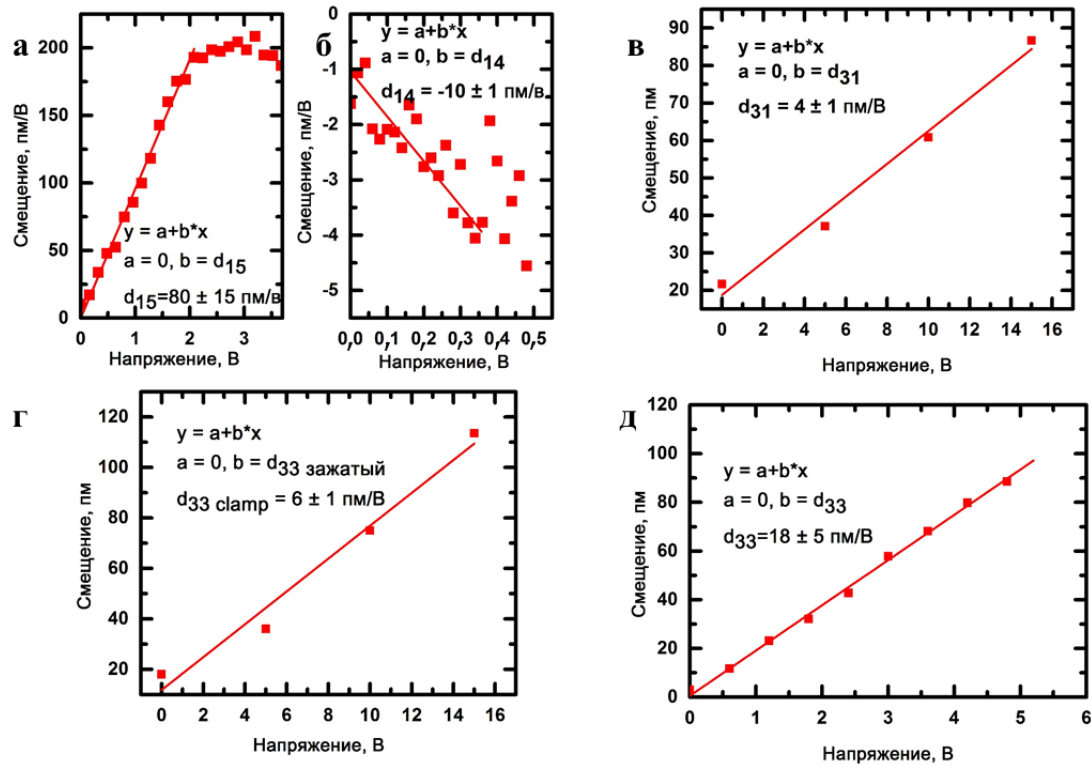 а
200
150
100
50
0
Смещение, пм/В
y = a+b*x
a = 0, b = d15
d15=80 ± 15 пм/в
0 1 2 3
Напряжение, В
б
-0
-1
-2
-3
-4
-5
Смещение, пм/В
y = a+b*x
a = 0, b = d14
d14 = -10 ± 1 пм/в
0,0 0,1 0,2 0,3 0,4 0,5
Напряжение, В
в
90
80
70
60
50
40
30
20
Смещение, пм
y = a+b*x
a = 0, b = d31
d31 = 4 ± 1 пм/В
0 2 4 6 8 10 12 14 16
Напряжение, В
г
120
100
80
60
40
20
Смещение, пм
y = a+b*x
a = 0, b = d33 зажатый
d33 clamp = 6 ± 1 пм/В
0 2 4 6 8 10 12 14 16
Напряжение, В
д
120
100
80
60
40
20
0
Смещение, пм
y = a+b*x
a = 0, b = d33
d33=18 ± 5 пм/В
0 1 2 3 4 5 6
Напряжение, В